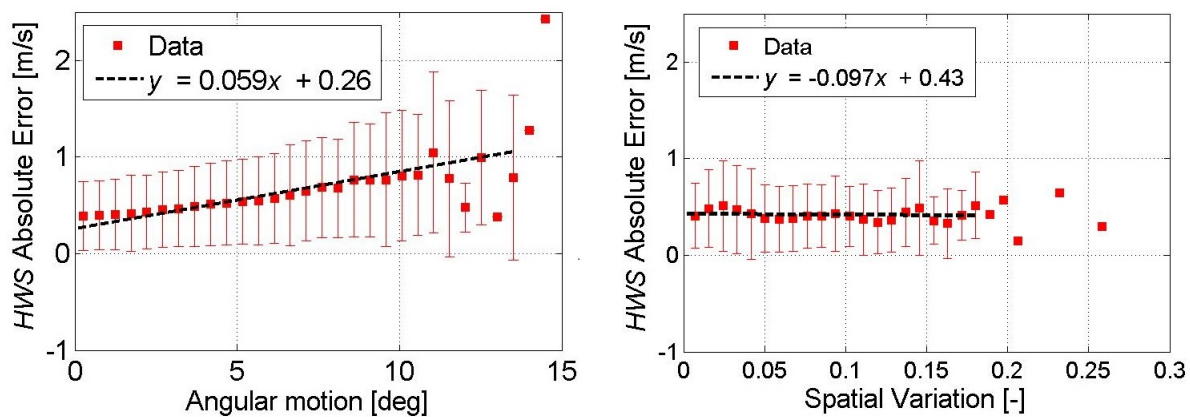 HWS Absolute Error [m/s]
2
1
0
-1
Data
y = 0.059x + 0.26
0
5
10
15
Angular motion [deg]
HWS Absolute Error [m/s]
2
1
0
-1
Data
y = -0.097x + 0.43
0
0.05
0.1
0.15
0.2
0.25
0.3
Spatial Variation [-]